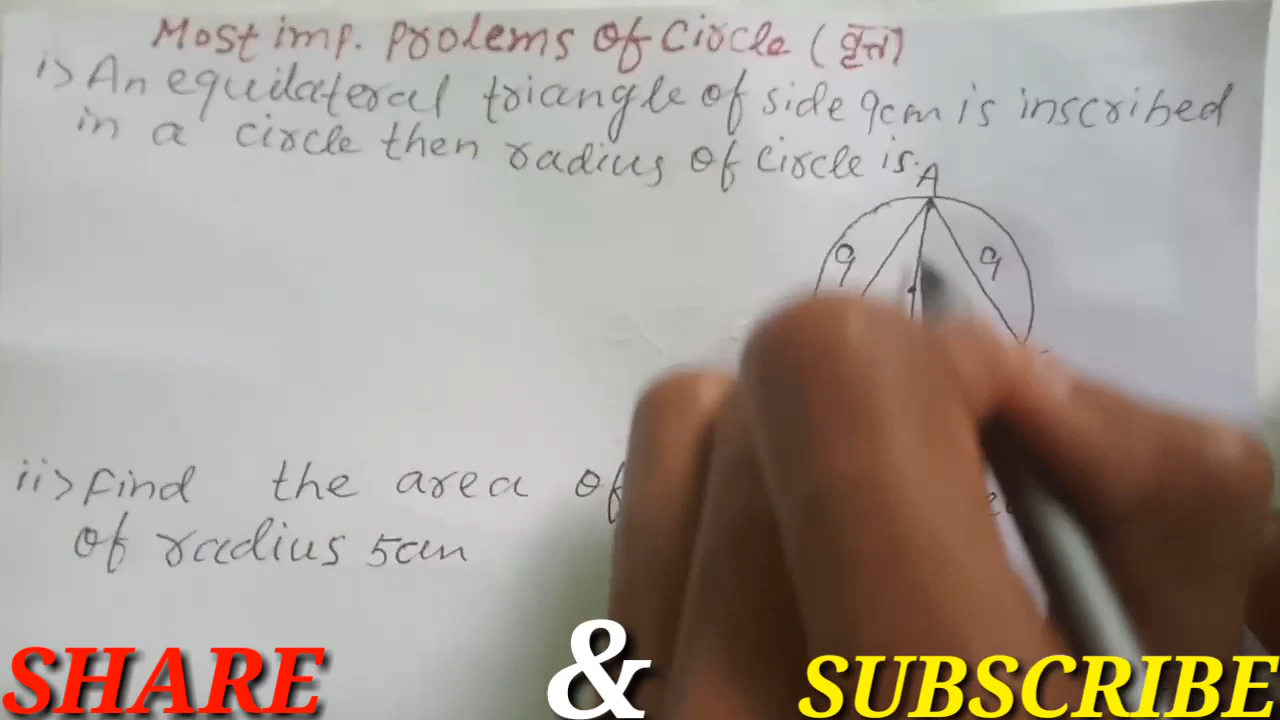 Most imp. prolems of Circle (वृत्त)
i> An equilateral triangle of side 9cm is inscribed
in a circle then radius of circle is.
A
9 9
ii> Find the area of
of radius 5cm
SHARE & SUBSCRIBE